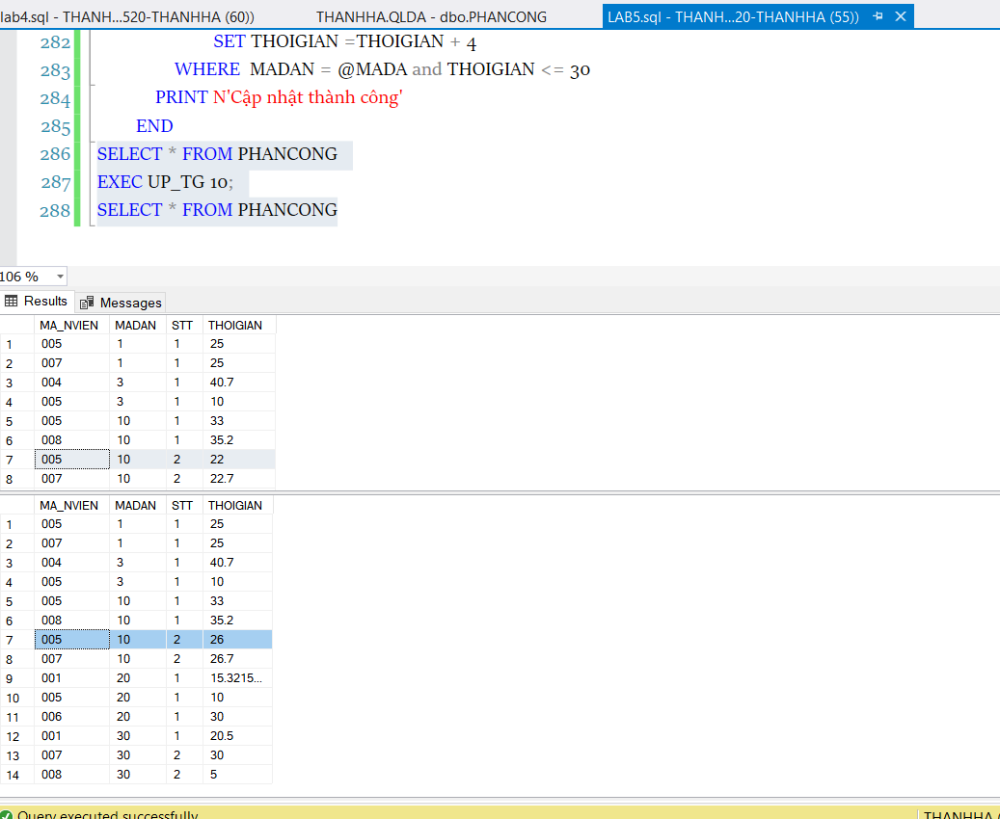 lab4.sql - THANH...520-THANHHA (60)) THANHHA.QLDA - dbo.PHANCONG LAB5.sql - THANH...20-THANHHA (55))
282 SET THOIGIAN =THOIGIAN + 4
283 WHERE MADAN = @MADA and THOIGIAN <= 30
284 PRINT N'Cập nhật thành công'
285 END
286 SELECT * FROM PHANCONG
287 EXEC UP_TG 10;
288 SELECT * FROM PHANCONG
106 %
Results Messages
MA_NVIEN MADAN STT THOIGIAN
1 005 1 1 25
2 007 1 1 25
3 004 3 1 40.7
4 005 3 1 10
5 005 10 1 33
6 008 10 1 35.2
7 005 10 2 22
8 007 10 2 22.7
MA_NVIEN MADAN STT THOIGIAN
1 005 1 1 25
2 007 1 1 25
3 004 3 1 40.7
4 005 3 1 10
5 005 10 1 33
6 008 10 1 35.2
7 005 10 2 26
8 007 10 2 26.7
9 001 20 1 15.3215...
10 005 20 1 10
11 006 20 1 30
12 001 30 1 20.5
13 007 30 2 30
14 008 30 2 5
Query executed successfully THANHHA (